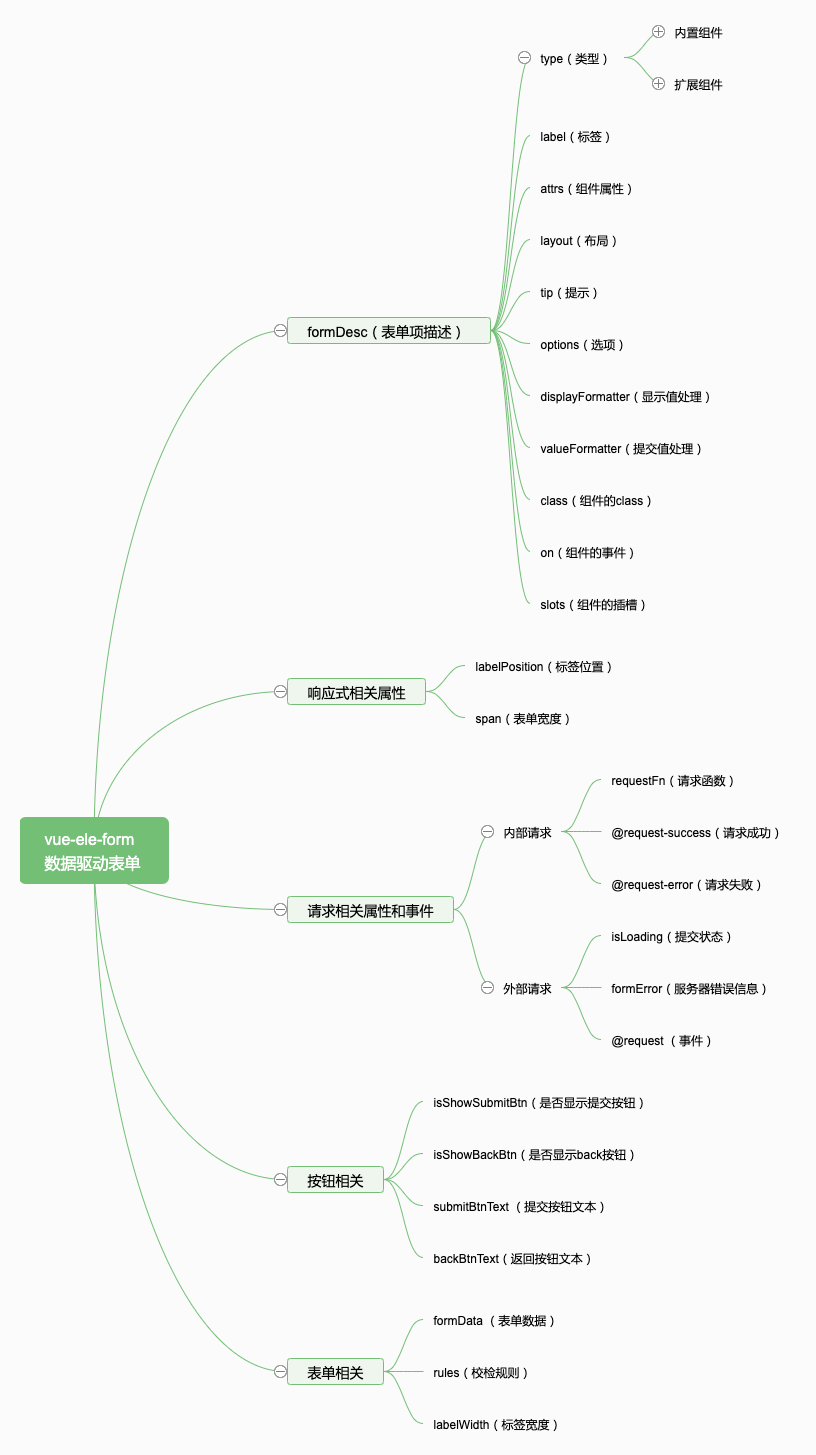 vue-ele-form
数据驱动表单
formDesc（表单项描述）
type（类型）
内置组件
扩展组件
label（标签）
attrs（组件属性）
layout（布局）
tip（提示）
options（选项）
displayFormatter（显示值处理）
valueFormatter（提交值处理）
class（组件的class）
on（组件的事件）
slots（组件的插槽）
响应式相关属性
labelPosition（标签位置）
span（表单宽度）
请求相关属性和事件
内部请求
requestFn（请求函数）
@request-success（请求成功）
@request-error（请求失败）
外部请求
isLoading（提交状态）
formError（服务器错误信息）
@request （事件）
按钮相关
isShowSubmitBtn（是否显示提交按钮）
isShowBackBtn（是否显示back按钮）
submitBtnText （提交按钮文本）
backBtnText（返回按钮文本）
表单相关
formData （表单数据）
rules（校检规则）
labelWidth（标签宽度）